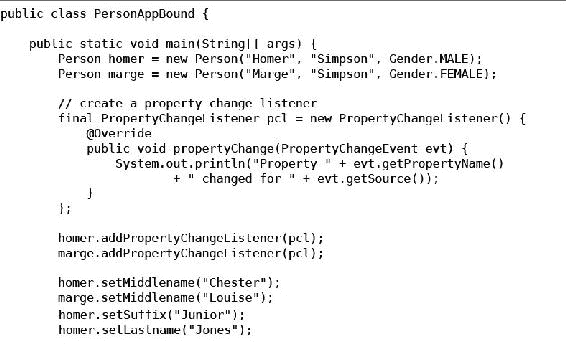 public class PersonAppBound {
public static void main(String[] args) {
Person homer = new Person("Homer", "Simpson", Gender.MALE);
Person marge = new Person("Marge", "Simpson", Gender.FEMALE);
// create a property change listener
final PropertyChangeListener pcl = new PropertyChangeListener() {
@Override
public void propertyChange(PropertyChangeEvent evt) {
System.out.println("Property " + evt.getPropertyName()
+ " changed for " + evt.getSource());
}
};
homer.addPropertyChangeListener(pcl);
marge.addPropertyChangeListener(pcl);
homer.setMiddlename("Chester");
marge.setMiddlename("Louise");
homer.setSuffix("Junior");
homer.setLastname("Jones");